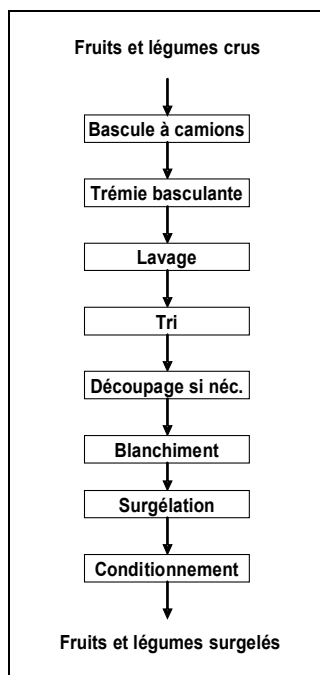 Fruits et légumes crus
Bascule à camions
Trémie basculante
Lavage
Tri
Découpage si néc.
Blanchiment
Surgélation
Conditionnement
Fruits et légumes surgelés